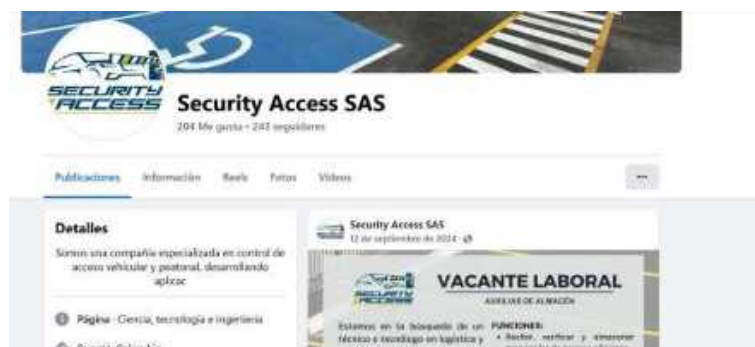 SECURITY
ACCESS
Security Access SAS
204 Me gusta • 243 seguidores
Publicaciones Información Reels Fotos Videos
Detalles
Somos una compañía especializada en control de
acceso vehicular y peatonal, desarrollando
aplicac
Página · Ciencia, tecnología e ingeniería
Security Access SAS
12 de septiembre de 2024
SECURITY
ACCESS
VACANTE LABORAL
AUXILIAR DE ALMACÉN
Estamos en la búsqueda de un
técnico o tecnólogo en logística y
FUNCIONES:
• Recibir, verificar y almacenar